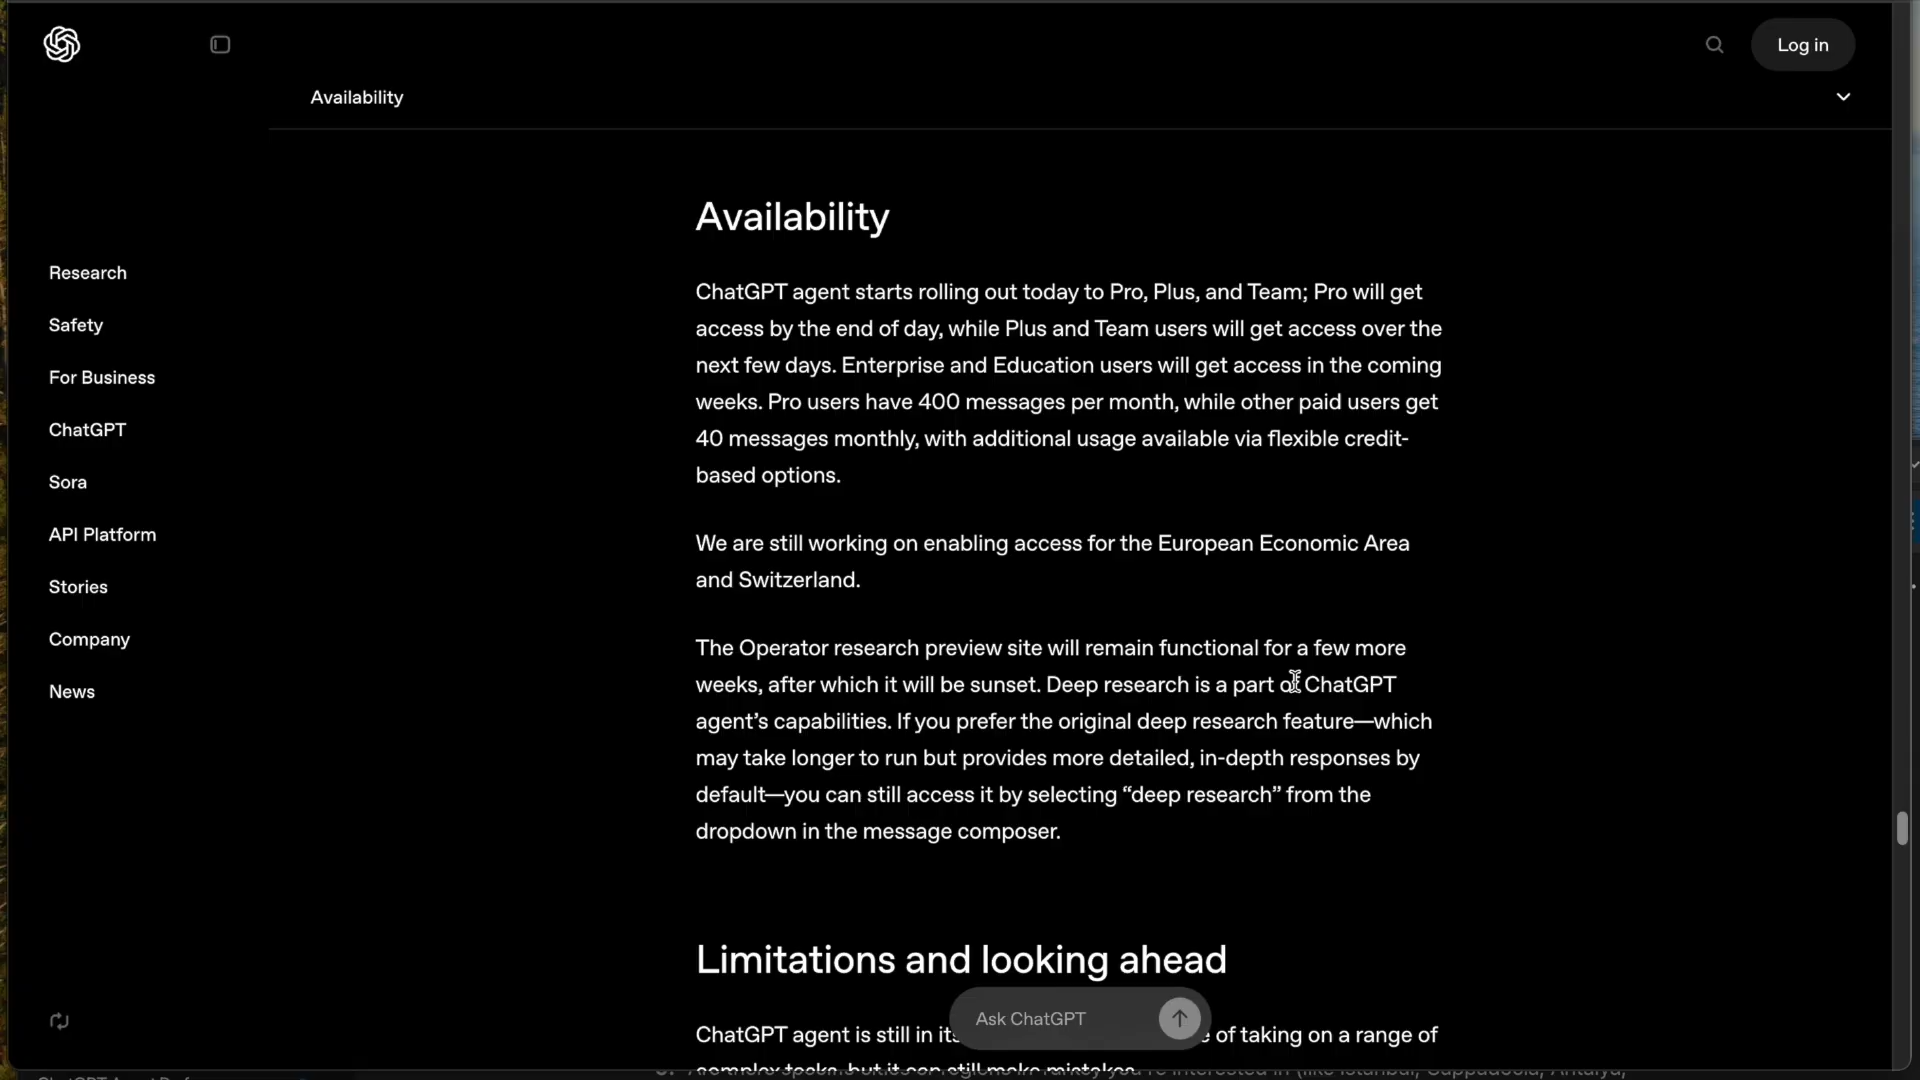 Log in
Availability
Research
Safety
For Business
ChatGPT
Sora
API Platform
Stories
Company
News
Availability
ChatGPT agent starts rolling out today to Pro, Plus, and Team; Pro will get
access by the end of day, while Plus and Team users will get access over the
next few days. Enterprise and Education users will get access in the coming
weeks. Pro users have 400 messages per month, while other paid users get
40 messages monthly, with additional usage available via flexible credit-
based options.
We are still working on enabling access for the European Economic Area
and Switzerland.
The Operator research preview site will remain functional for a few more
weeks, after which it will be sunset. Deep research is a part of ChatGPT
agent’s capabilities. If you prefer the original deep research feature—which
may take longer to run but provides more detailed, in-depth responses by
default—you can still access it by selecting “deep research” from the
dropdown in the message composer.
Limitations and looking ahead
Ask ChatGPT
ChatGPT agent is still in of taking on a range of
complex tasks, but it can still make mistakes